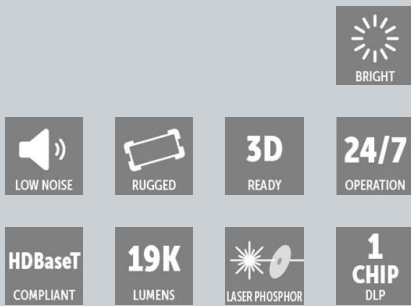 BRIGHT
LOW NOISE
RUGGED
3D
READY
24/7
OPERATION
HDBaseT
COMPLIANT
19K
LUMENS
LASER PHOSPHOR
1
CHIP
DLP